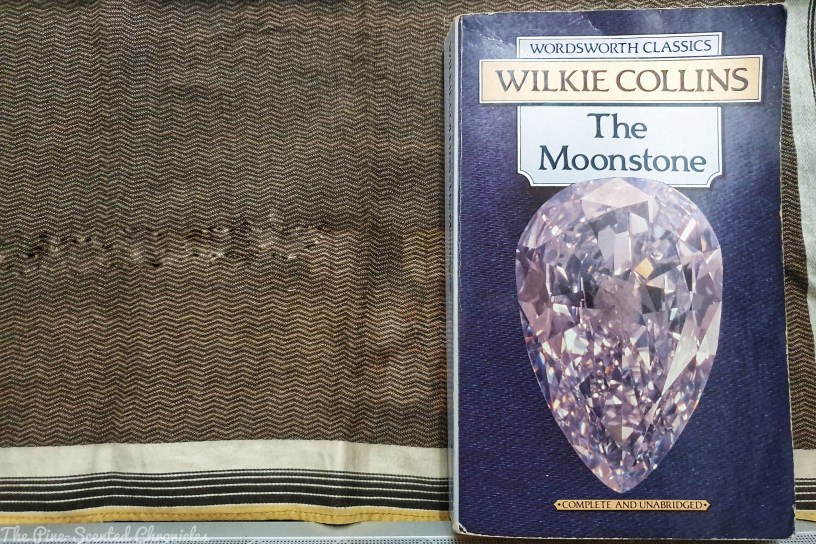 WORDSWORTH CLASSICS
WILKIE COLLINS
The
Moonstone
COMPLETE AND UNABRIDGED
The Pine-Scented Chronicles